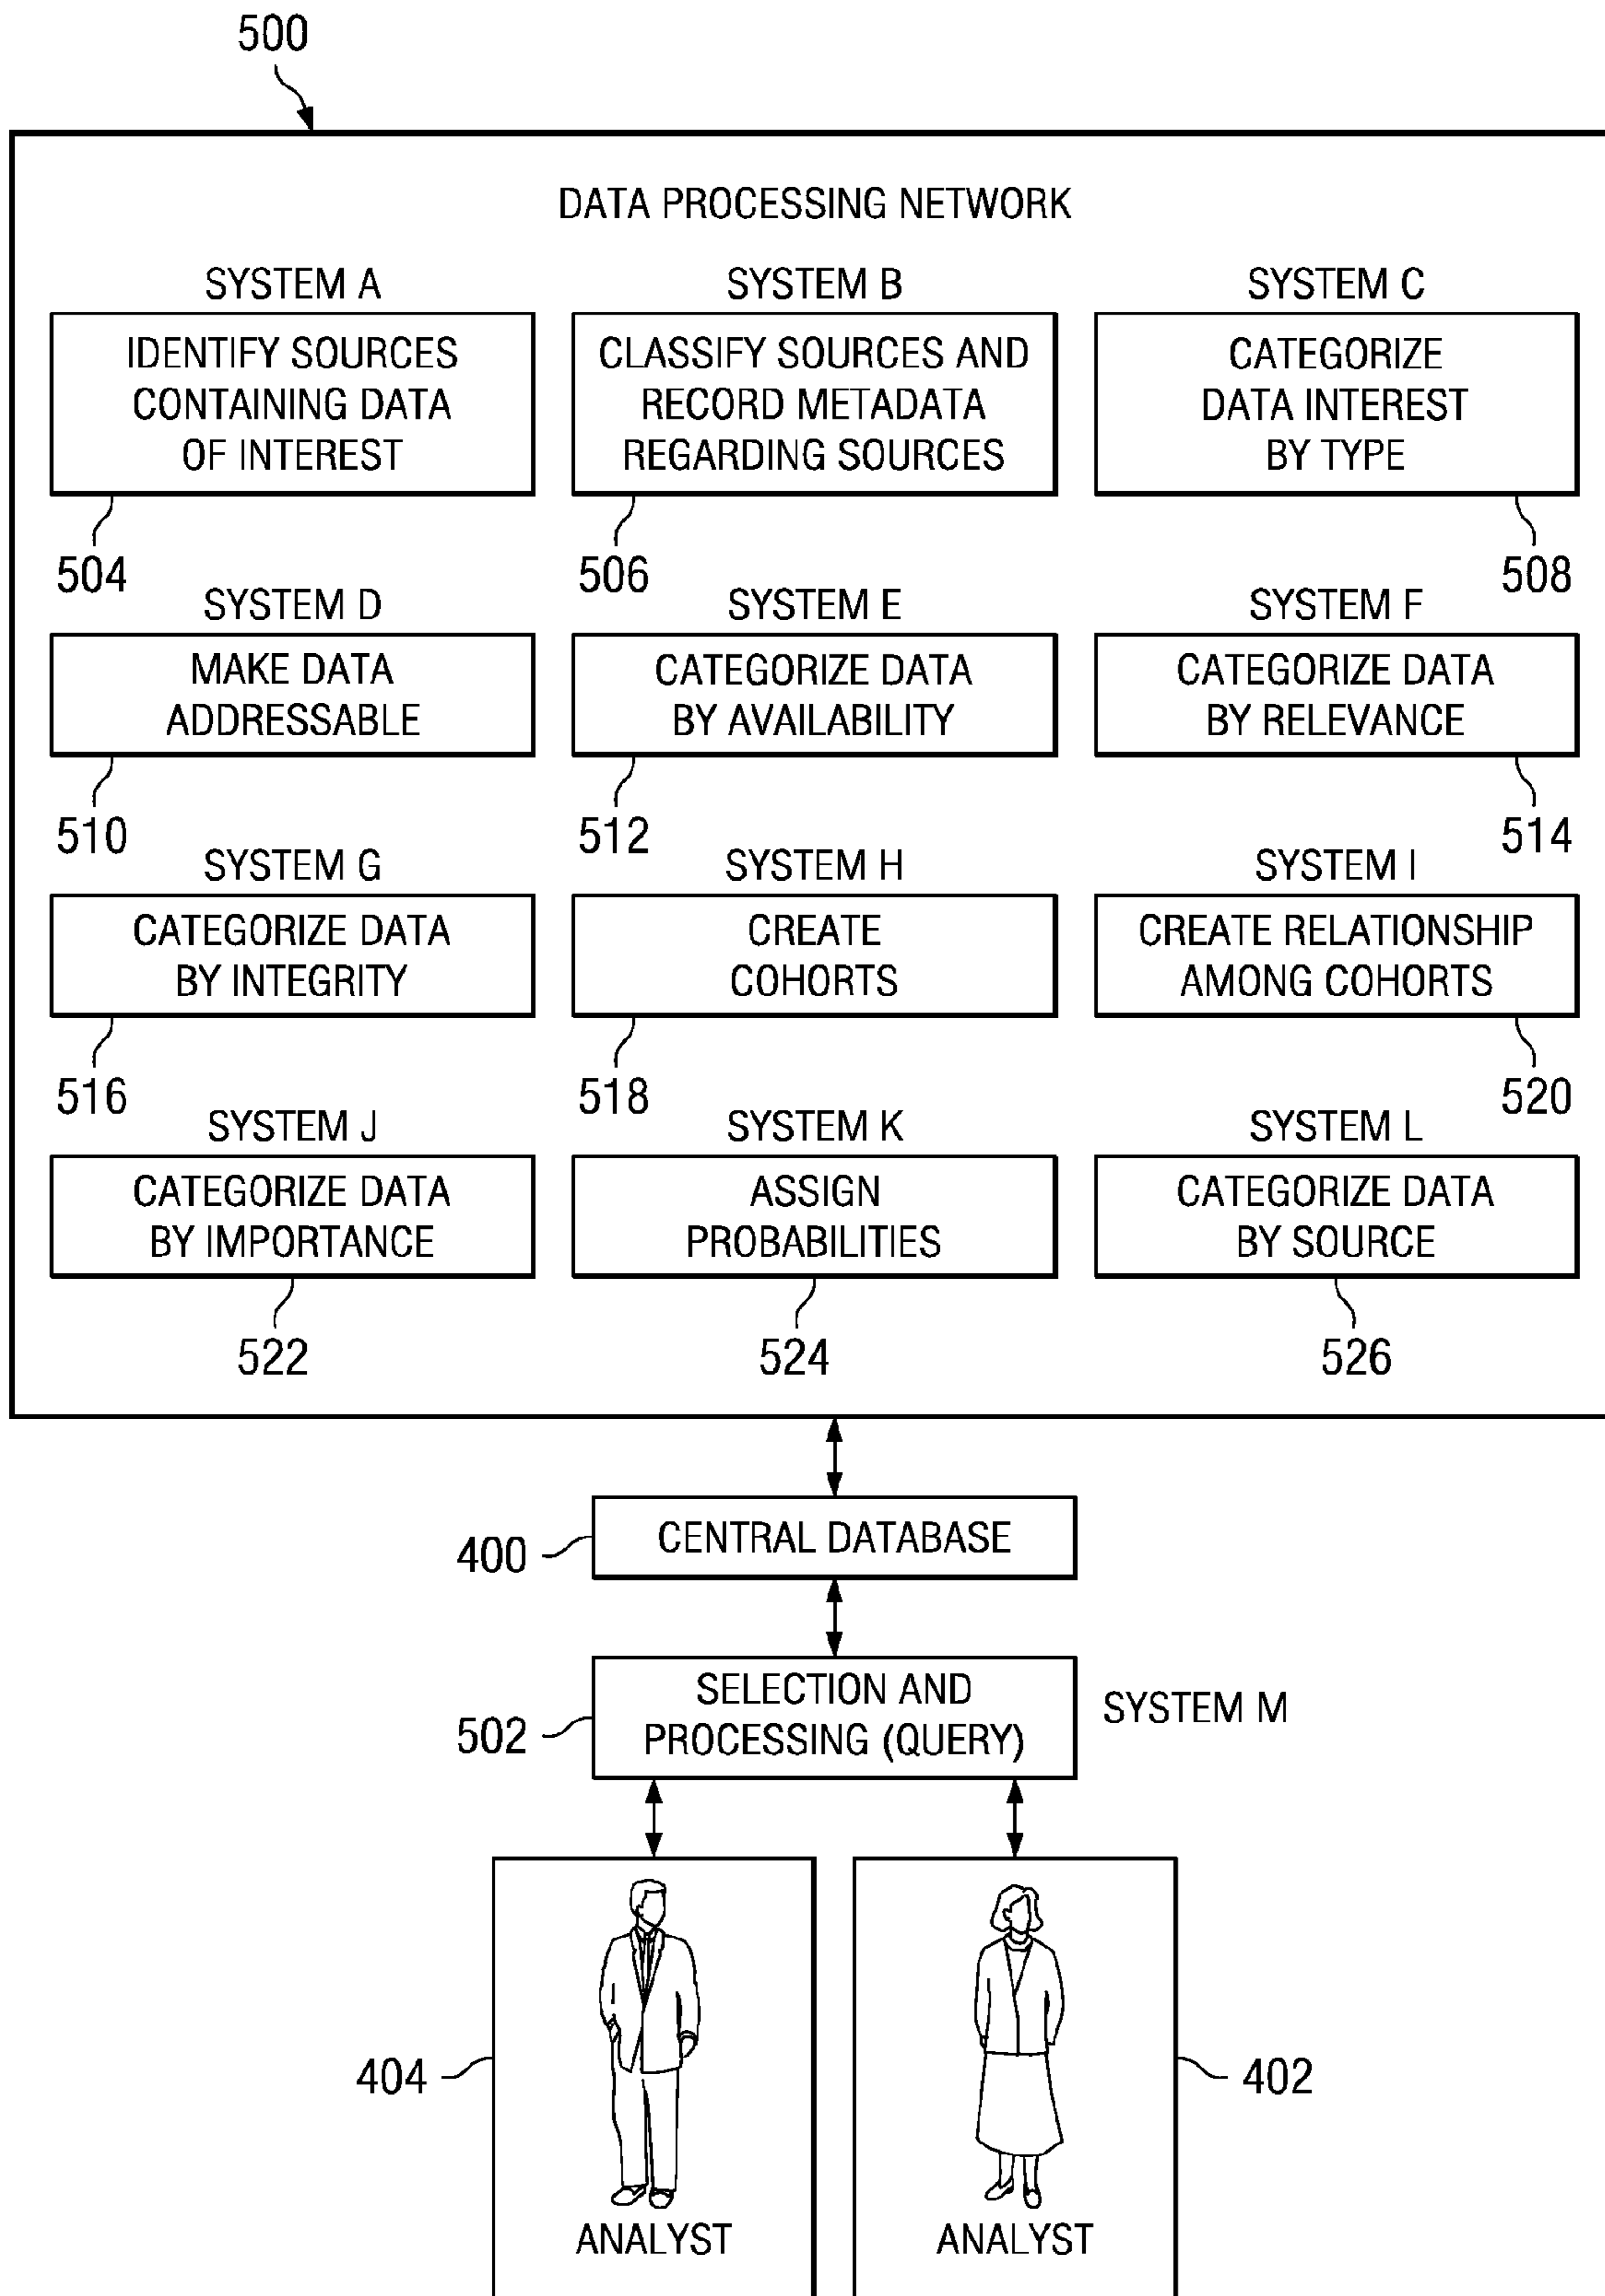 500
DATA PROCESSING NETWORK
SYSTEM A
IDENTIFY SOURCES
CONTAINING DATA
OF INTEREST
504
SYSTEM B
CLASSIFY SOURCES AND
RECORD METADATA
REGARDING SOURCES
506
SYSTEM C
CATEGORIZE
DATA INTEREST
BY TYPE
508
SYSTEM D
MAKE DATA
ADDRESSABLE
510
SYSTEM E
CATEGORIZE DATA
BY AVAILABILITY
512
SYSTEM F
CATEGORIZE DATA
BY RELEVANCE
514
SYSTEM G
CATEGORIZE DATA
BY INTEGRITY
516
SYSTEM H
CREATE
COHORTS
518
SYSTEM I
CREATE RELATIONSHIP
AMONG COHORTS
520
SYSTEM J
CATEGORIZE DATA
BY IMPORTANCE
522
SYSTEM K
ASSIGN
PROBABILITIES
524
SYSTEM L
CATEGORIZE DATA
BY SOURCE
526
400
CENTRAL DATABASE
502
SELECTION AND
PROCESSING (QUERY)
SYSTEM M
404
ANALYST
402
ANALYST